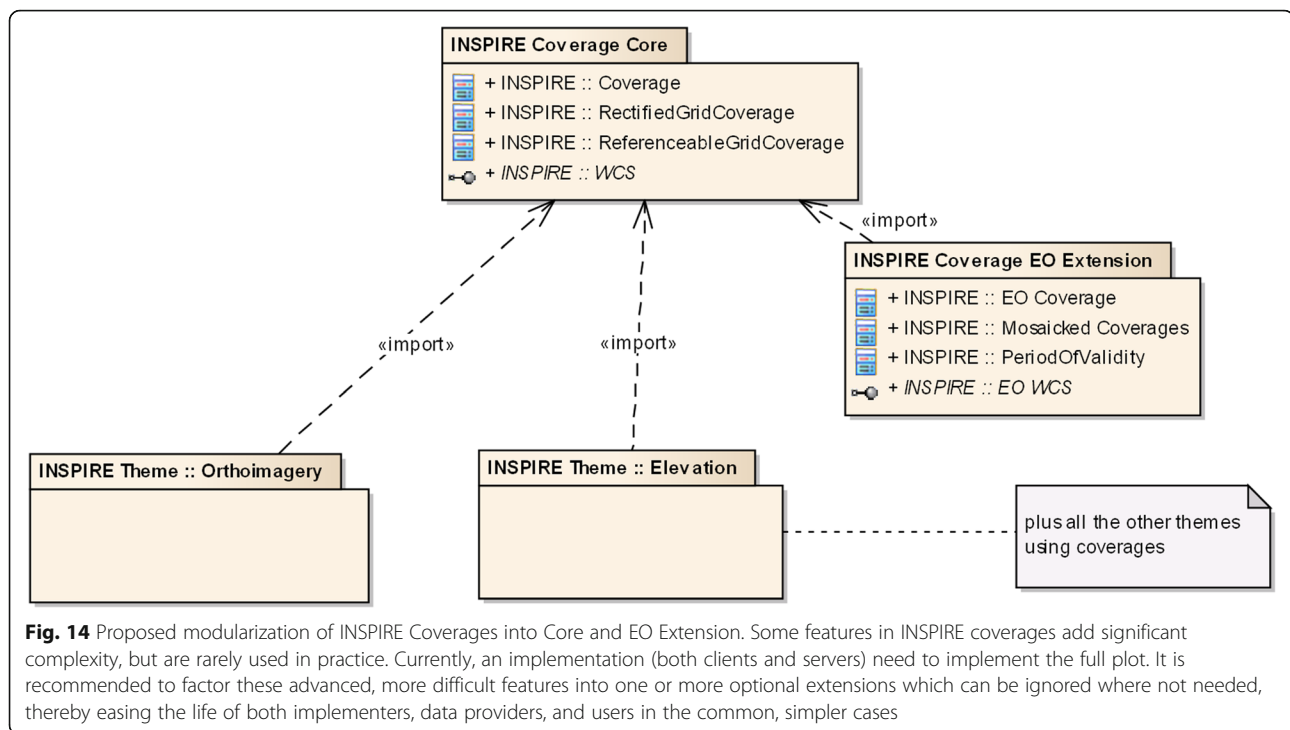 INSPIRE Coverage Core
+ INSPIRE :: Coverage
+ INSPIRE :: RectifiedGridCoverage
+ INSPIRE :: ReferenceableGridCoverage
+ INSPIRE :: WCS
«import»
INSPIRE Coverage EO Extension
+ INSPIRE :: EO Coverage
+ INSPIRE :: Mosaicked Coverages
+ INSPIRE :: PeriodOfValidity
+ INSPIRE :: EO WCS
«import»
«import»
INSPIRE Theme :: Orthoimagery
INSPIRE Theme :: Elevation
plus all the other themes
using coverages
Fig. 14 Proposed modularization of INSPIRE Coverages into Core and EO Extension. Some features in INSPIRE coverages add significant
complexity, but are rarely used in practice. Currently, an implementation (both clients and servers) need to implement the full plot. It is
recommended to factor these advanced, more difficult features into one or more optional extensions which can be ignored where not needed,
thereby easing the life of both implementers, data providers, and users in the common, simpler cases